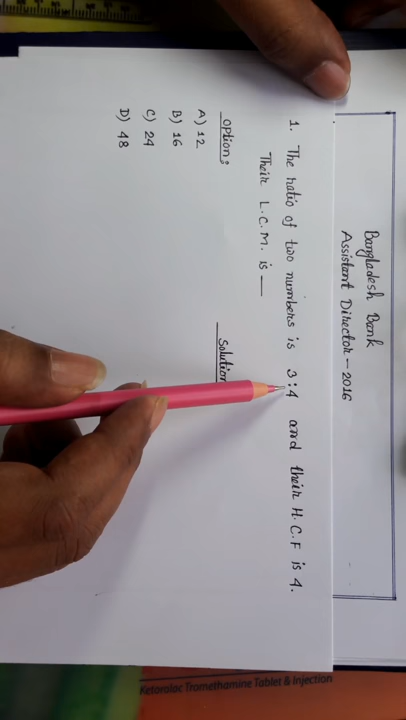 Bangladesh Bank
Assistant Director - 2016
1. The ratio of two numbers is 3:4 and their H.C.F is 4.
Their L.C.M. is —
option:
A) 12
B) 16
C) 24
D) 48
Solution
Ketorolac Tromethamine Tablet & Injection